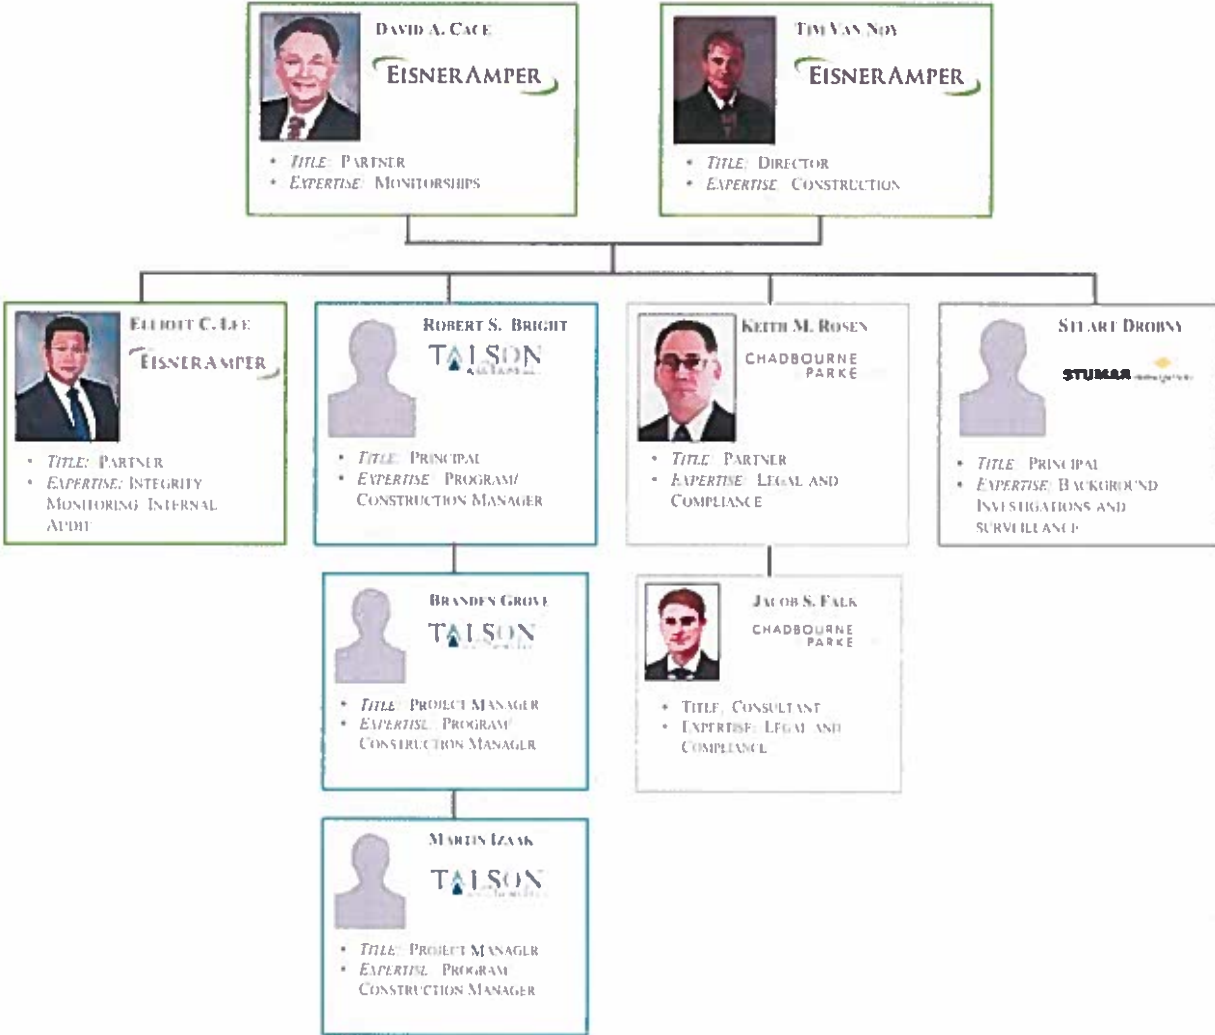 DAVID A. CACE
EISNERAMPER
• TITLE: PARTNER
• EXPERTISE: MONITORSHIPS
TIM VAN NOY
EISNERAMPER
• TITLE: DIRECTOR
• EXPERTISE: CONSTRUCTION
ELLIOTT C. LEE
EISNERAMPER
• TITLE: PARTNER
• EXPERTISE: INTEGRITY
MONITORING INTERNAL
AUDIT
ROBERT S. BRIGHT
TALSON
• TITLE: PRINCIPAL
• EXPERTISE: PROGRAM/
CONSTRUCTION MANAGER
KEITH M. ROSEN
CHADBOURNE
PARKE
• TITLE: PARTNER
• EXPERTISE: LEGAL AND
COMPLIANCE
STUART DROBNY
STUMAR
• TITLE: PRINCIPAL
• EXPERTISE: BACKGROUND
INVESTIGATIONS AND
SURVEILLANCE
BRANDEN GROVE
TALSON
• TITLE: PROJECT MANAGER
• EXPERTISE: PROGRAM/
CONSTRUCTION MANAGER
JACOB S. FALK
CHADBOURNE
PARKE
• TITLE: CONSULTANT
• EXPERTISE: LEGAL AND
COMPLIANCE
MARTIN IZAAK
TALSON
• TITLE: PROJECT MANAGER
• EXPERTISE: PROGRAM/
CONSTRUCTION MANAGER